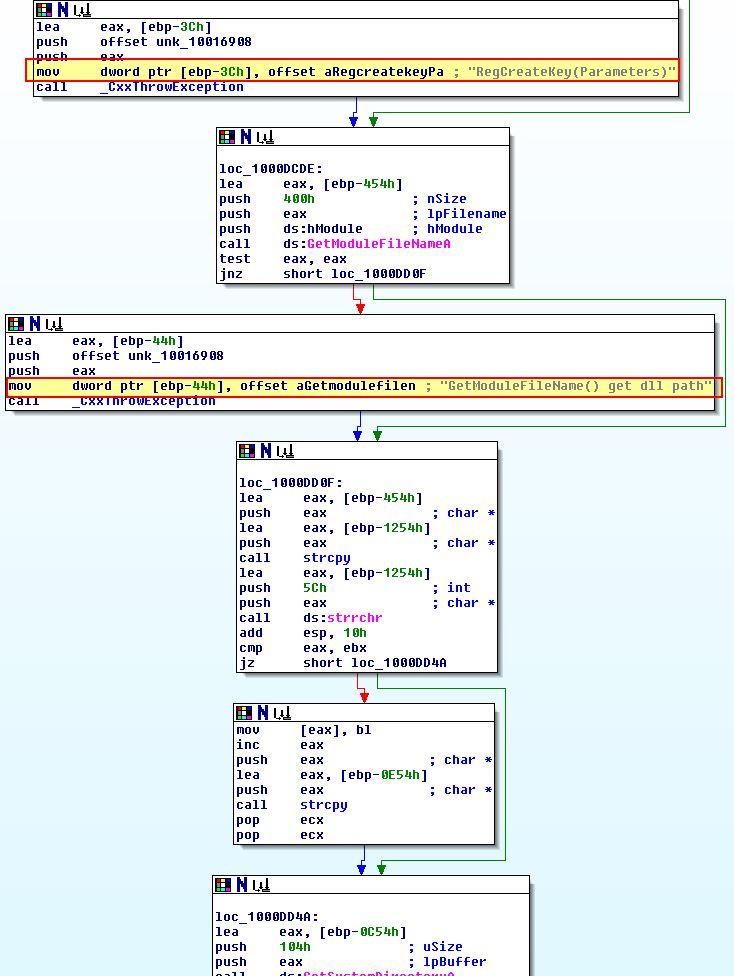 lea eax, [ebp-3Ch]
push offset unk_10016908
push eax
mov dword ptr [ebp-3Ch], offset aRegcreatekeyPa ; "RegCreateKey(Parameters)"
call _CxxThrowException
loc_1000DCDE:
lea eax, [ebp-454h]
push 400h ; nSize
push eax ; lpFilename
push ds:hModule ; hModule
call ds:GetModuleFileNameA
test eax, eax
jnz short loc_1000DD0F
lea eax, [ebp-44h]
push offset unk_10016908
push eax
mov dword ptr [ebp-44h], offset aGetmodulefilen ; "GetModuleFileName() get dll path"
call _CxxThrowException
loc_1000DD0F:
lea eax, [ebp-454h]
push eax ; char *
lea eax, [ebp-1254h]
push eax ; char *
call strcpy
lea eax, [ebp-1254h]
push 5Ch ; int
push eax ; char *
call ds:strrchr
add esp, 10h
cmp eax, ebx
jz short loc_1000DD4A
mov [eax], bl
inc eax
push eax ; char *
lea eax, [ebp-0E54h]
push eax ; char *
call strcpy
pop ecx
pop ecx
loc_1000DD4A:
lea eax, [ebp-0C54h]
push 104h ; uSize
push eax ; lpBuffer
call ds:GetSystemDirectoryA